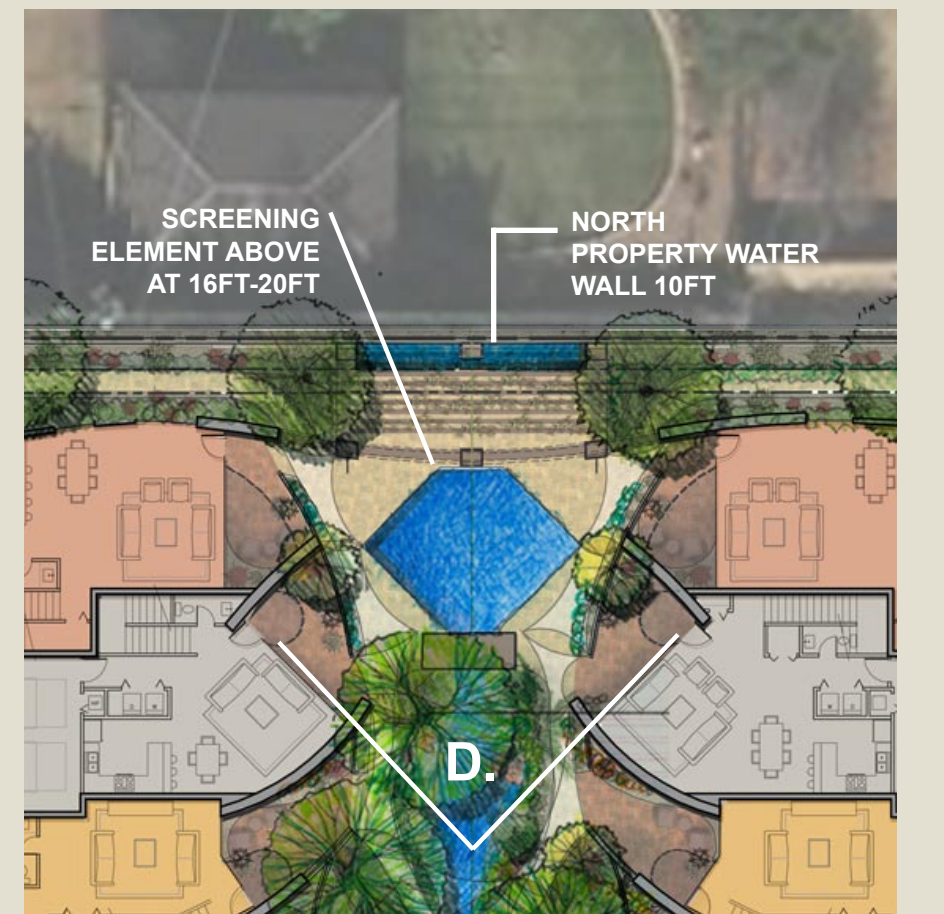 SCREENING
ELEMENT ABOVE
AT 16FT-20FT
NORTH
PROPERTY WATER
WALL 10FT
D.